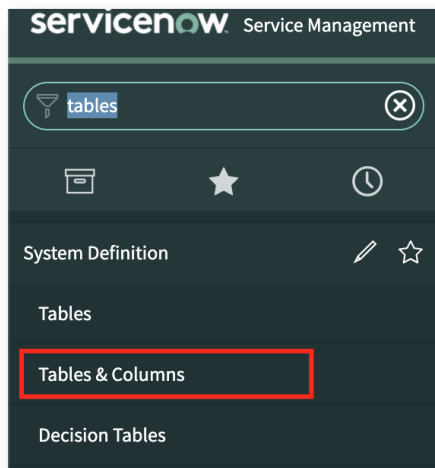 servicenow. Service Management
tables
System Definition
Tables
Tables & Columns
Decision Tables